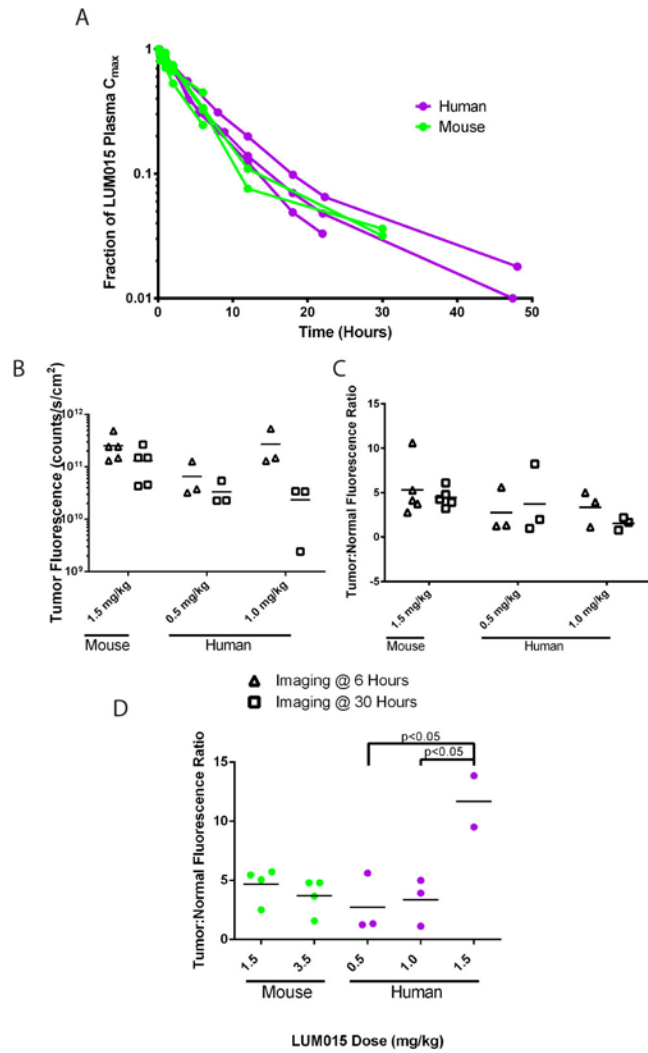 A
Fraction of LUM015 Plasma Cmax
1
0.1
0.01
0 10 20 30 40 50
Time (Hours)
Human
Mouse
B
Tumor Fluorescence (counts/s/cm²)
10¹²
10¹¹
10¹⁰
10⁹
1.5 mg/kg 0.5 mg/kg 1.0 mg/kg
Mouse Human
C
Tumor:Normal Fluorescence Ratio
15
10
5
0
-5
1.5 mg/kg 0.5 mg/kg 1.0 mg/kg
Mouse Human
Imaging @ 6 Hours
Imaging @ 30 Hours
D
Tumor:Normal Fluorescence Ratio
15
10
5
0
p<0.05
p<0.05
1.5 3.5 0.5 1.0 1.5
Mouse Human
LUM015 Dose (mg/kg)